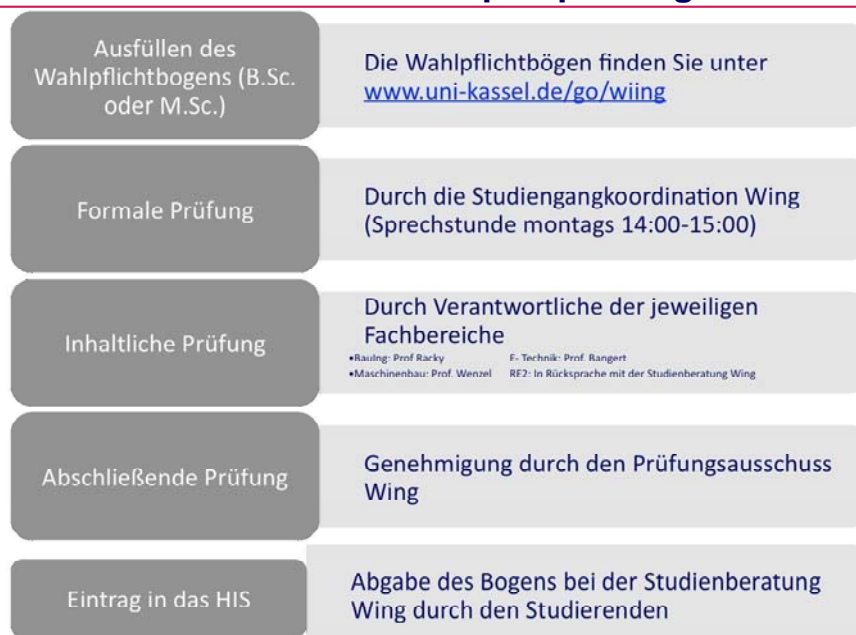 Ausfüllen des
Wahlpflichtbogens (B.Sc.
oder M.Sc.)
Die Wahlpflichtbögen finden Sie unter
www.uni-kassel.de/go/wiing
Formale Prüfung
Durch die Studiengangkoordination Wing
(Sprechstunde montags 14:00-15:00)
Inhaltliche Prüfung
Durch Verantwortliche der jeweiligen
Fachbereiche
•BauIng: Prof Racky
E- Technik: Prof. Bangert
•Maschinenbau: Prof. Wenzel
RE2: In Rücksprache mit der Studienberatung Wing
Abschließende Prüfung
Genehmigung durch den Prüfungsausschuss
Wing
Eintrag in das HIS
Abgabe des Bogens bei der Studienberatung
Wing durch den Studierenden